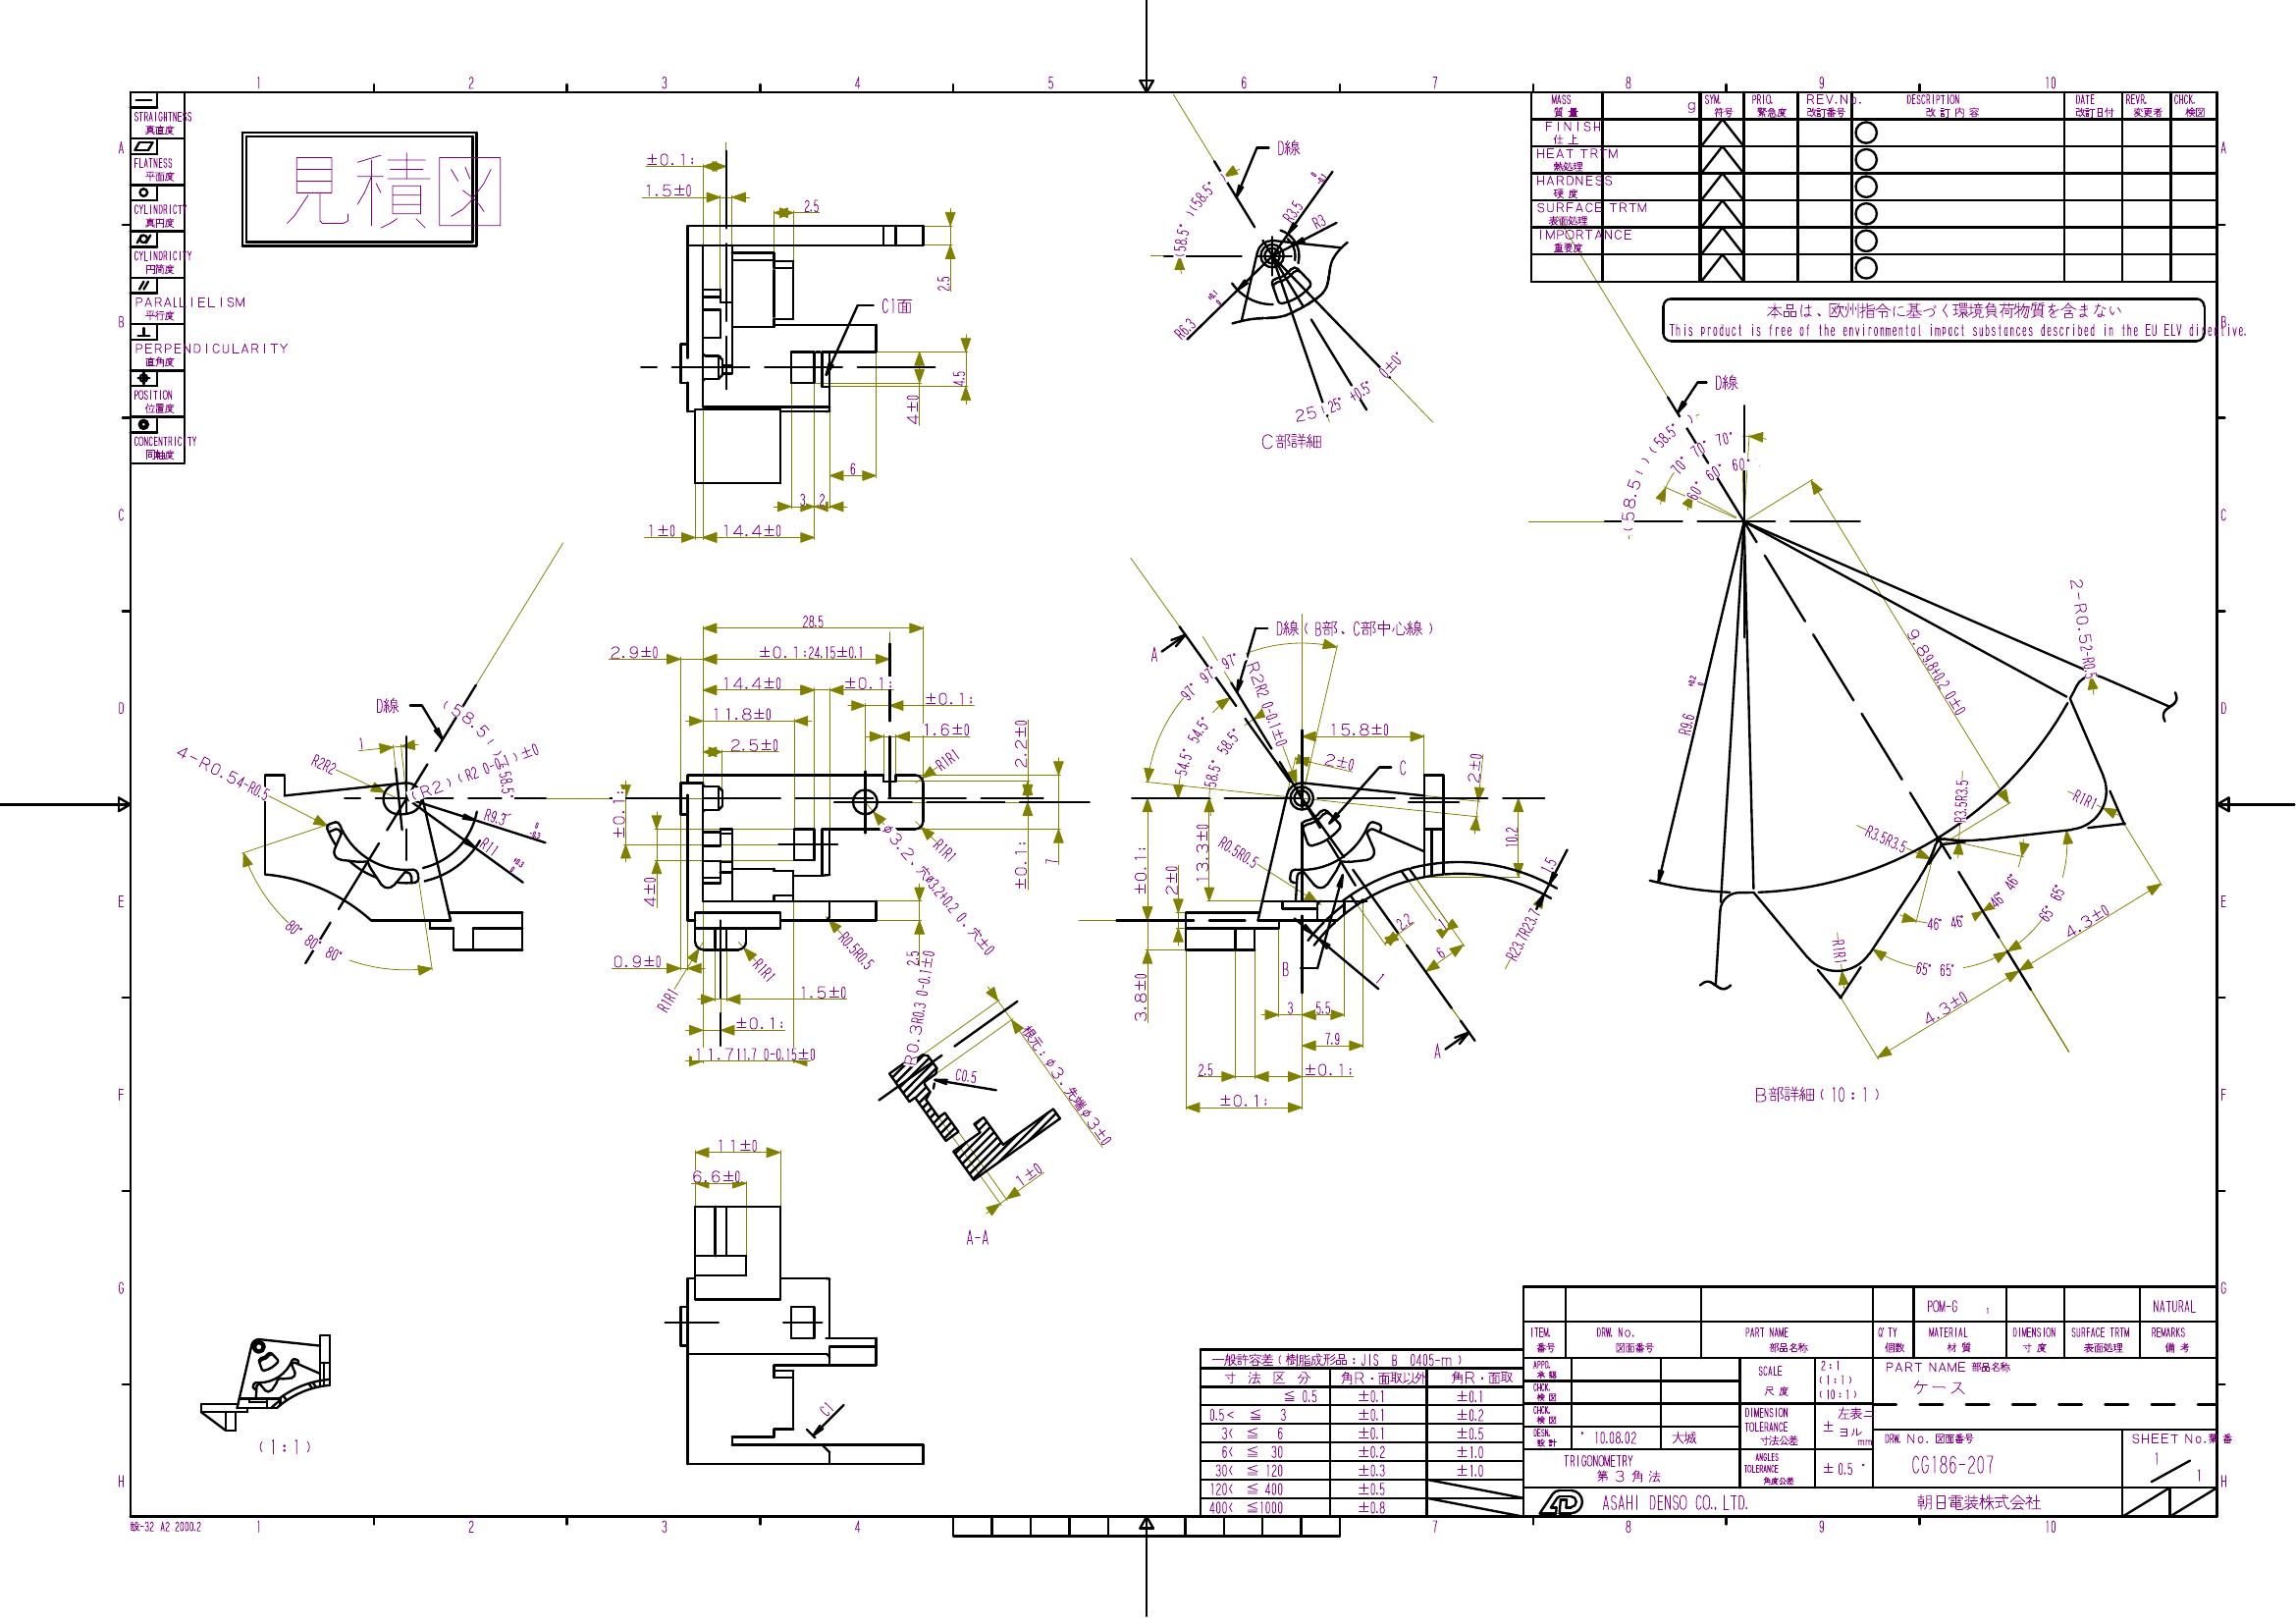 1 2 3 4 5 6 7 8 9 10
STRAIGHTNESS
真直度
FLATNESS
平面度
CYLINDRICTY
真円度
CYLINDRICITY
円筒度
PARALLIELISM
平行度
PERPENDICULARITY
直角度
POSITION
位置度
CONCENTRICITY
同軸度
見積図
MASS
質量
g
SYM.
符号
PRIO.
緊急度
REV.No.
改訂番号
DESCRIPTION
改訂内容
DATE
改訂日付
REVR.
変更者
CHCK.
検図
FINISH
仕上
HEAT TRTM
熱処理
HARDNESS
硬度
SURFACE TRTM
表面処理
IMPORTANCE
重要度
本品は、欧州指令に基づく環境負荷物質を含まない
This product is free of the environmental impact substances described in the EU ELV directive.
±0.1:
1.5±0
2.5
2.5
C1面
4.5
4±0
6
3 2
1±0 14.4±0
D線
(58.5°)(58.5°)
R3.5
R3
R6.3
25 25° ±0.5° 0±0°
C部詳細
D線
(58.5)(58.5°)
70° 70° 70°
60° 60° 60°
9.8 9.8±0.2 0±0
2-R0.5 2-R0.5
R9.6
R3.5R3.5
R3.5R3.5
R1R1
R1R1
46° 46°
46° 46°
65° 65°
65° 65°
4.3±0
4.3±0
B部詳細(10:1)
D線
4-R0.5 4-R0.5
1
R2R2
R9.3
R11
80° 80° 80° 80°
28.5
2.9±0
±0.1:24.15±0.1
14.4±0
±0.1:
±0.1:
11.8±0
1.6±0
2.5±0
2.2±0
R1R1
R1R1
±0.1:
4±0
±0.1:
7
φ3.2、穴φ3.2±0.2 0、穴±0
0.9±0
R1R1
R1R1
R0.5R0.5
2.5
1.5±0
±0.1:
11.7 11.7 0-0.15±0
R0.3R0.3 0-0.1±0
C0.5
根元:φ3、先端φ3±0
1±0
A-A
D線(B部、C部中心線)
A
97° 97° 97°
R2R2 0-0.1±0
54.5° 54.5°
58.5° 58.5°
15.8±0
2±0
2±0
C
10.2
1.5
R23.7R23.7
R0.5R0.5
±0.1:
2±0
13.3±0
3.8±0
2.2
1
6
B
1
3 5.5
7.9
2.5 ±0.1:
±0.1:
A
11±0
6.6±0
C1
(1:1)
一般許容差(樹脂成形品:JIS B 0405-m)
寸法区分 角R・面取以外 角R・面取
≦ 0.5 ±0.1 ±0.1
0.5< ≦ 3 ±0.1 ±0.2
3< ≦ 6 ±0.1 ±0.5
6< ≦ 30 ±0.2 ±1.0
30< ≦ 120 ±0.3 ±1.0
120< ≦ 400 ±0.5
400< ≦1000 ±0.8
POM-G
NATURAL
ITEM.
番号
DRW. No.
図面番号
PART NAME
部品名称
Q'TY
個数
MATERIAL
材質
DIMENSION
寸度
SURFACE TRTM
表面処理
REMARKS
備考
APPD.
承認
CHCK.
検図
CHCK.
検図
DESN.
設計
'10.08.02 大城
SCALE
尺度
2:1
(1:1)
(10:1)
DIMENSION
TOLERANCE
寸法公差
± 左表ニ
ヨル
mm
ANGLES
TOLERANCE
角度公差
±0.5°
PART NAME 部品名称
ケース
DRW. No. 図面番号
CG186-207
SHEET No.葉番
1
1
TRIGONOMETRY
第3角法
ASAHI DENSO CO., LTD.
朝日電装株式会社
設-32 A2 2000.2
1 2 3 4 7 8 9 10
A B C D E F G H
A B C D E F G H